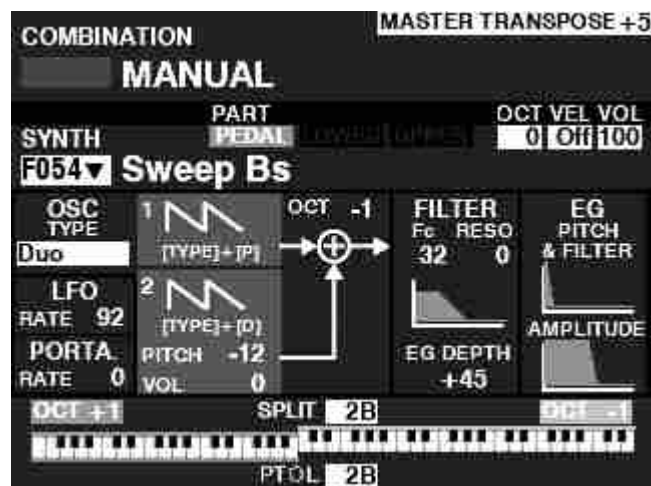 MASTER TRANSPOSE +5
COMBINATION
MANUAL
PART
OCT VEL VOL
SYNTH
PEDAL LOWER UPPER
0 Off 100
F054▼ Sweep Bs
OSC TYPE
Duo
1
[TYPE]+[P]
OCT -1
FILTER
Fc RESO
32 0
EG
PITCH
& FILTER
LFO
RATE 92
2
[TYPE]+[D]
AMPLITUDE
PORTA.
RATE 0
PITCH -12
VOL 0
EG DEPTH
+45
OCT +1
SPLIT 2B
OCT -1
PTOL 2B